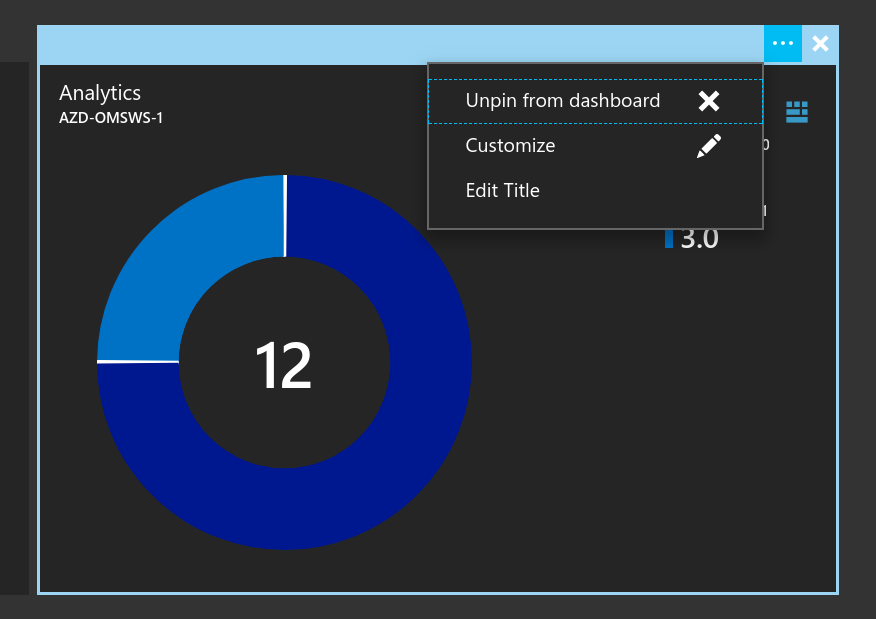 Analytics
AZD-OMSWS-1
Unpin from dashboard
Customize
Edit Title
3.0
12